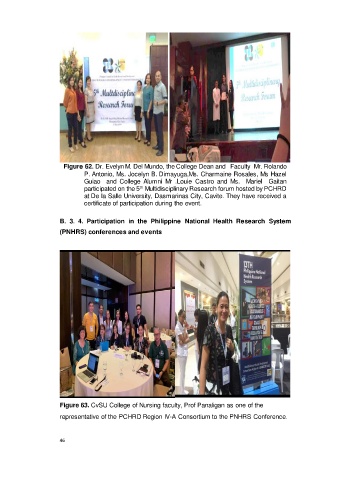 5th Multidisciplinary
Research Forum
Figure 62. Dr. Evelyn M. Del Mundo, the College Dean and Faculty Mr. Rolando
P. Antonio, Ms. Jocelyn B. Dimayuga,Ms. Charmaine Rosales, Ms Hazel
Guiao and College Alumni Mr .Louie Castro and Ms. Mariel Gaitan
participated on the 5th Multidisciplinary Research forum hosted by PCHRD
at De la Salle University, Dasmarinas City, Cavite. They have received a
certificate of participation during the event.
B. 3. 4. Participation in the Philippine National Health Research System
(PNHRS) conferences and events
13TH
Philippine National
Health Research
System
Figure 63. CvSU College of Nursing faculty, Prof Panaligan as one of the
representative of the PCHRD Region IV-A Consortium to the PNHRS Conference.
46